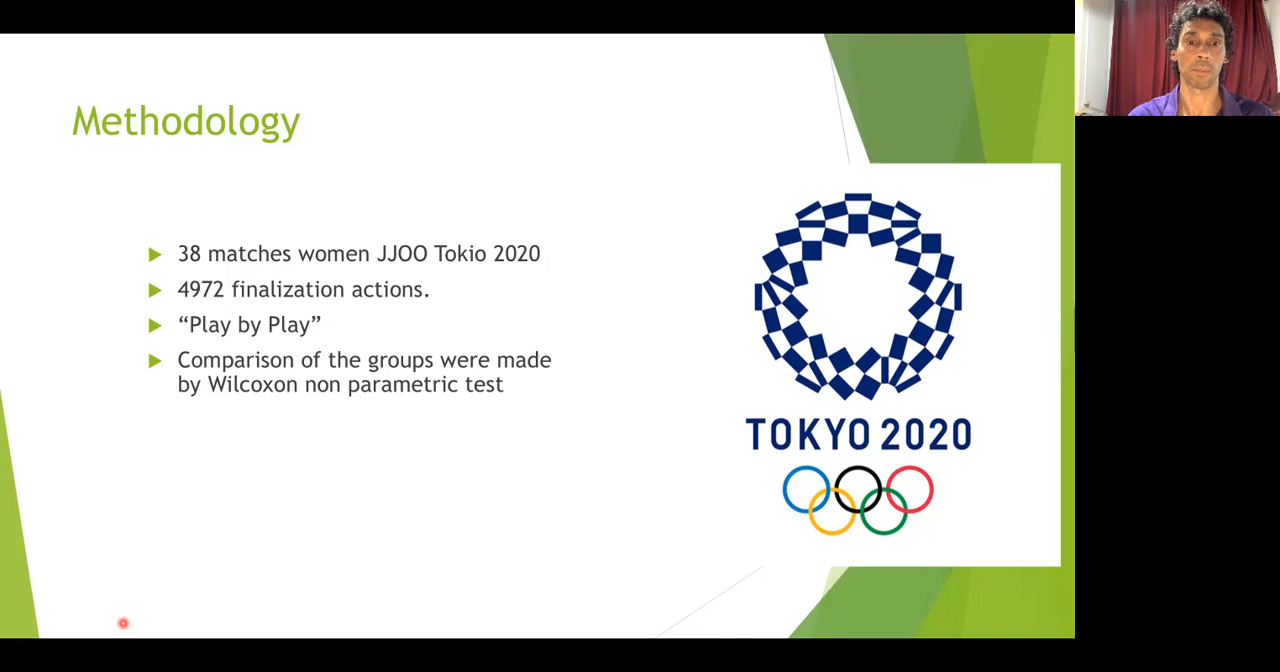 Methodology
38 matches women JJOO Tokio 2020
4972 finalization actions.
“Play by Play”
Comparison of the groups were made
by Wilcoxon non parametric test
TOKYO 2020